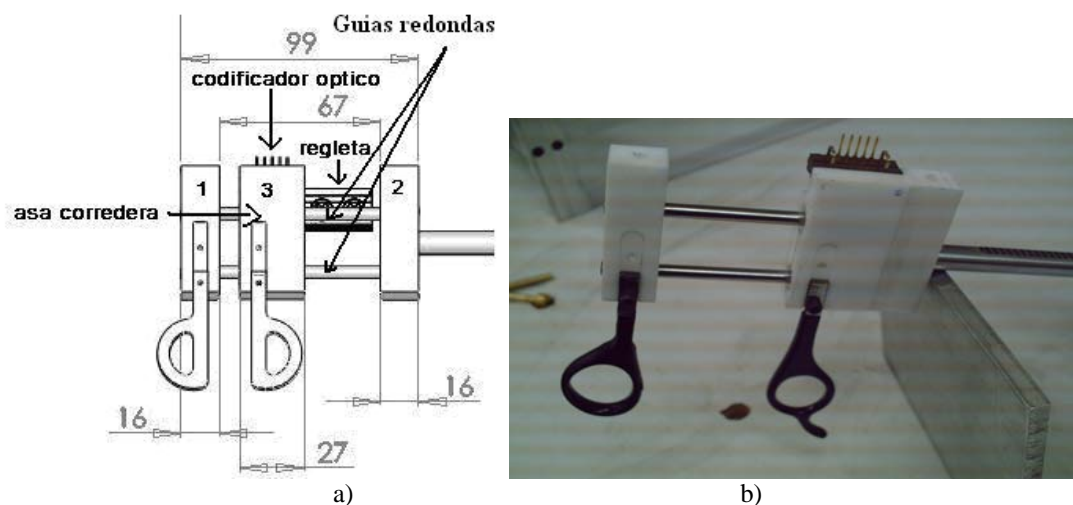 Guias redondas
99
codificador optico
67
regleta
1
3
2
asa corredera
16
16
27
a)
b)